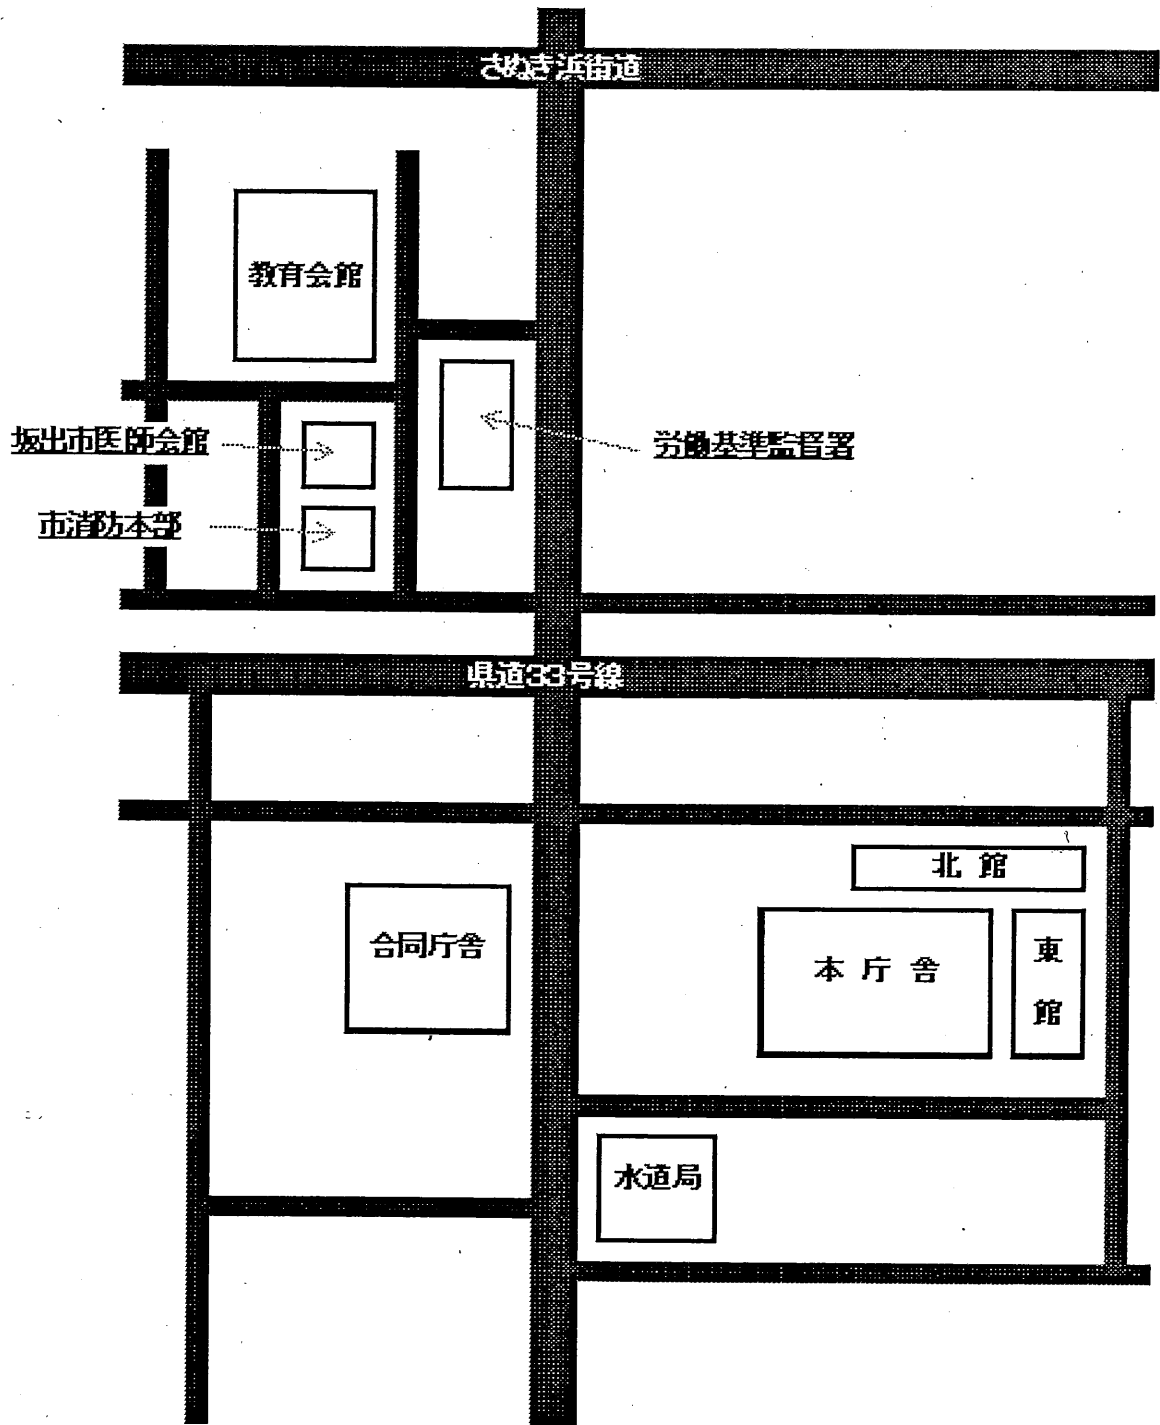 さぬき浜街道
教育会館
坂出市医師会館
労働基準監督署
市消防本部
県道33号線
北館
合同庁舎
本庁舎
東館
水道局